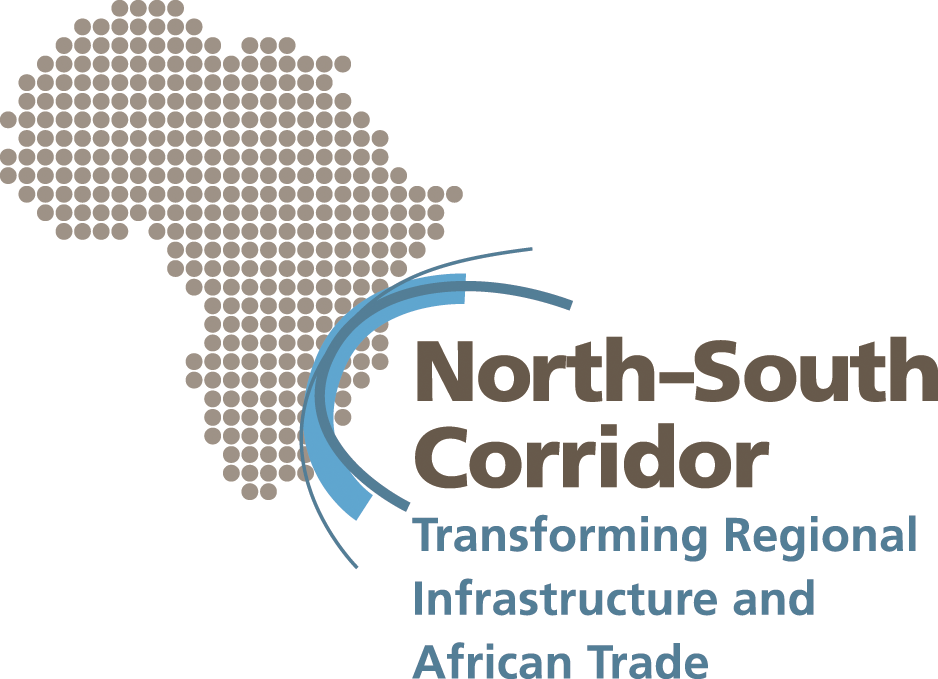 North–South
Corridor
Transforming Regional
Infrastructure and
African Trade